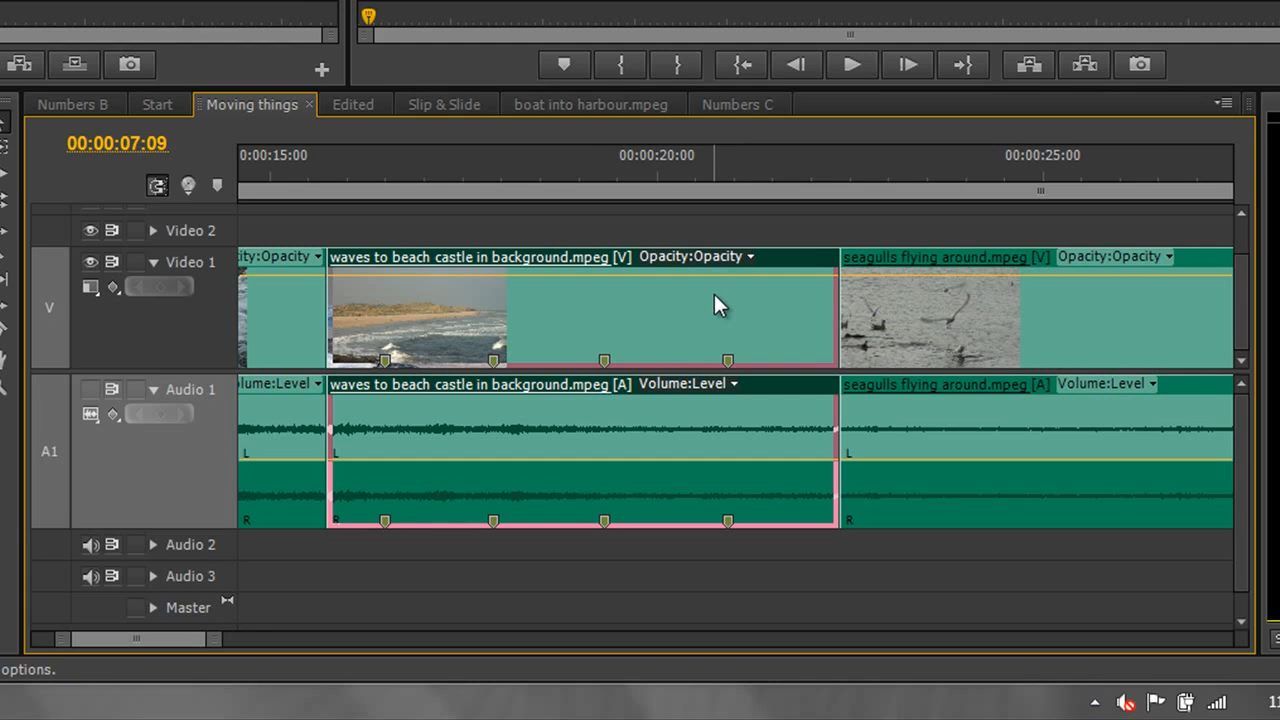 Numbers B Start Moving things × Edited Slip & Slide boat into harbour.mpeg Numbers C
00:00:07:09
0:00:15:00 00:00:20:00 00:00:25:00
Video 2
Video 1
ity:Opacity waves to beach castle in background.mpeg [V] Opacity:Opacity seagulls flying around.mpeg [V] Opacity:Opacity
V
Audio 1
lume:Level waves to beach castle in background.mpeg [A] Volume:Level seagulls flying around.mpeg [A] Volume:Level
A1
L L L
R R R
Audio 2
Audio 3
Master
options.
11